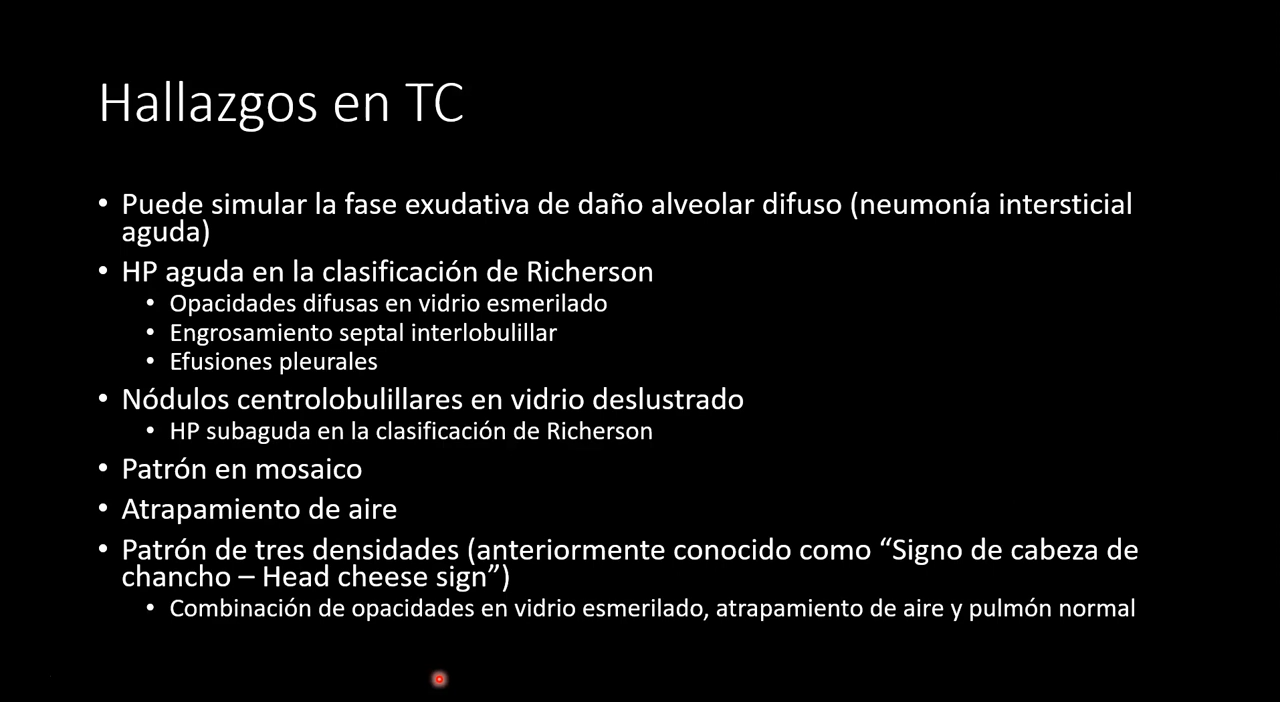 Hallazgos en TC
• Puede simular la fase exudativa de daño alveolar difuso (neumonía intersticial
aguda)
• HP aguda en la clasificación de Richerson
• Opacidades difusas en vidrio esmerilado
• Engrosamiento septal interlobulillar
• Efusiones pleurales
• Nódulos centrolobulillares en vidrio deslustrado
• HP subaguda en la clasificación de Richerson
• Patrón en mosaico
• Atrapamiento de aire
• Patrón de tres densidades (anteriormente conocido como “Signo de cabeza de
chancho – Head cheese sign”)
• Combinación de opacidades en vidrio esmerilado, atrapamiento de aire y pulmón normal